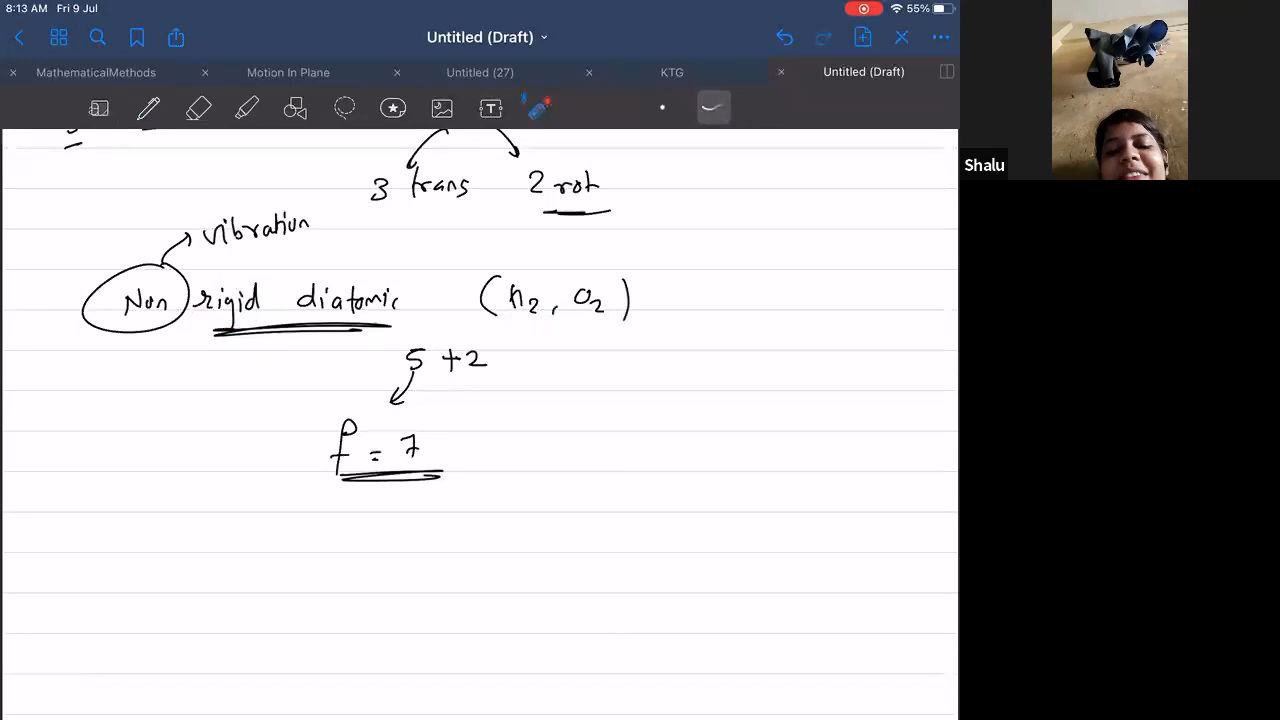 8:13 AM Fri 9 Jul
55%
Untitled (Draft)
MathematicalMethods
Motion In Plane
Untitled (27)
KTG
Untitled (Draft)
T
Shalu
3 trans 2 rot
vibration
Non rigid diatomic (h2, O2)
5 +2
f = 7